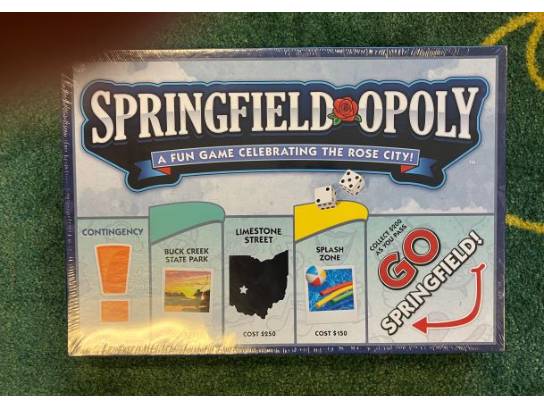 SPRINGFIELD OPOLY
A FUN GAME CELEBRATING THE ROSE CITY!
CONTINGENCY
!
BUCK CREEK
STATE PARK
LIMESTONE
STREET
COST $250
SPLASH
ZONE
COST $150
COLLECT $200
AS YOU PASS
GO
SPRINGFIELD!